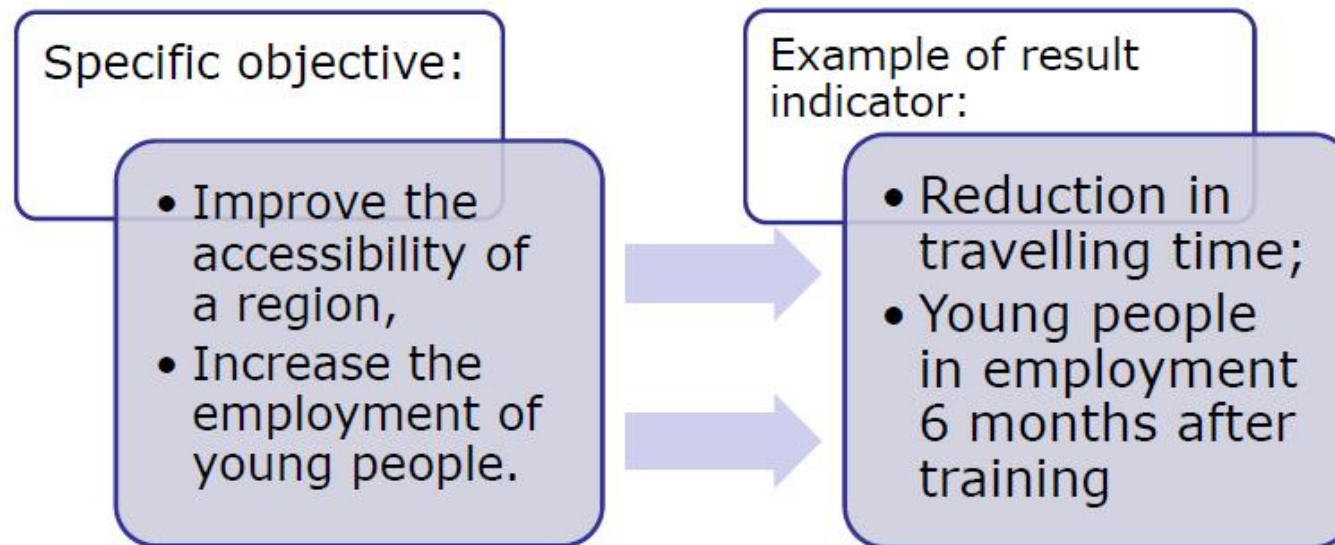 Specific objective:
• Improve the
accessibility of
a region,
• Increase the
employment of
young people.
Example of result
indicator:
• Reduction in
travelling time;
• Young people
in employment
6 months after
training